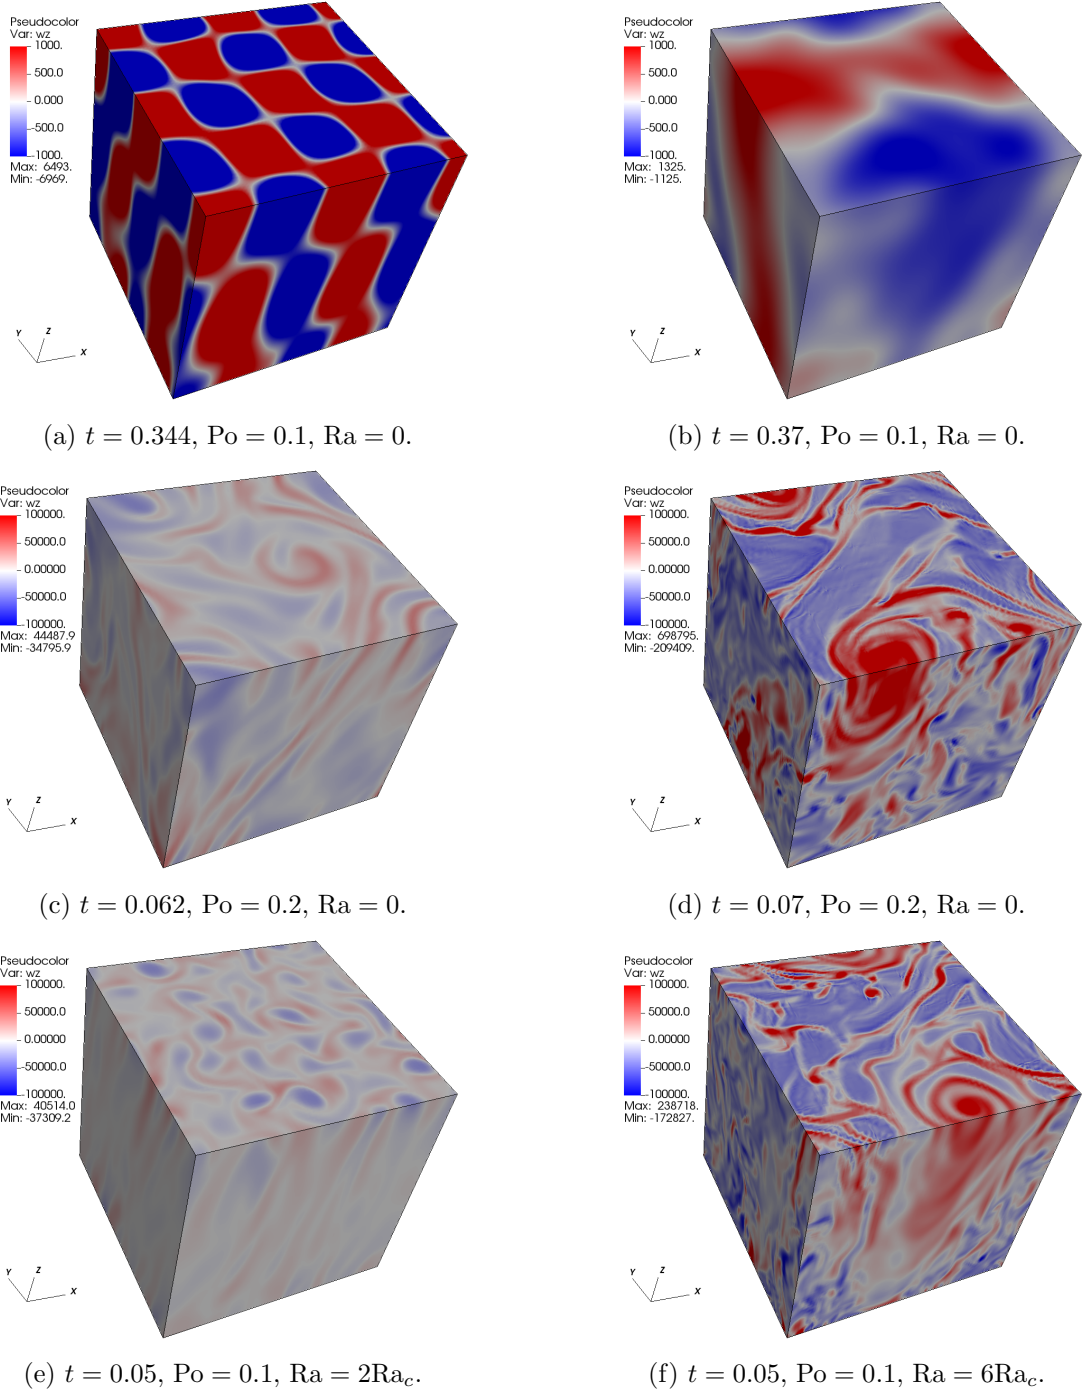 Pseudocolor
Var: wz
1000.
500.0
0.000
-500.0
-1000.
Max: 6493.
Min: -6969.
Y Z X
(a) t = 0.344, Po = 0.1, Ra = 0.
Pseudocolor
Var: wz
1000.
500.0
0.000
-500.0
-1000.
Max: 1325.
Min: -1125.
Y Z X
(b) t = 0.37, Po = 0.1, Ra = 0.
Pseudocolor
Var: wz
100000.
50000.0
0.00000
-50000.0
-100000.
Max: 44487.9
Min: -34795.9
Y Z X
(c) t = 0.062, Po = 0.2, Ra = 0.
Pseudocolor
Var: wz
100000.
50000.0
0.00000
-50000.0
-100000.
Max: 698795.
Min: -209409.
Y Z X
(d) t = 0.07, Po = 0.2, Ra = 0.
Pseudocolor
Var: wz
100000.
50000.0
0.00000
-50000.0
-100000.
Max: 40514.0
Min: -37309.2
Y Z X
(e) t = 0.05, Po = 0.1, Ra = 2Ra_c.
Pseudocolor
Var: wz
100000.
50000.0
0.00000
-50000.0
-100000.
Max: 238718.
Min: -172827.
Y Z X
(f) t = 0.05, Po = 0.1, Ra = 6Ra_c.